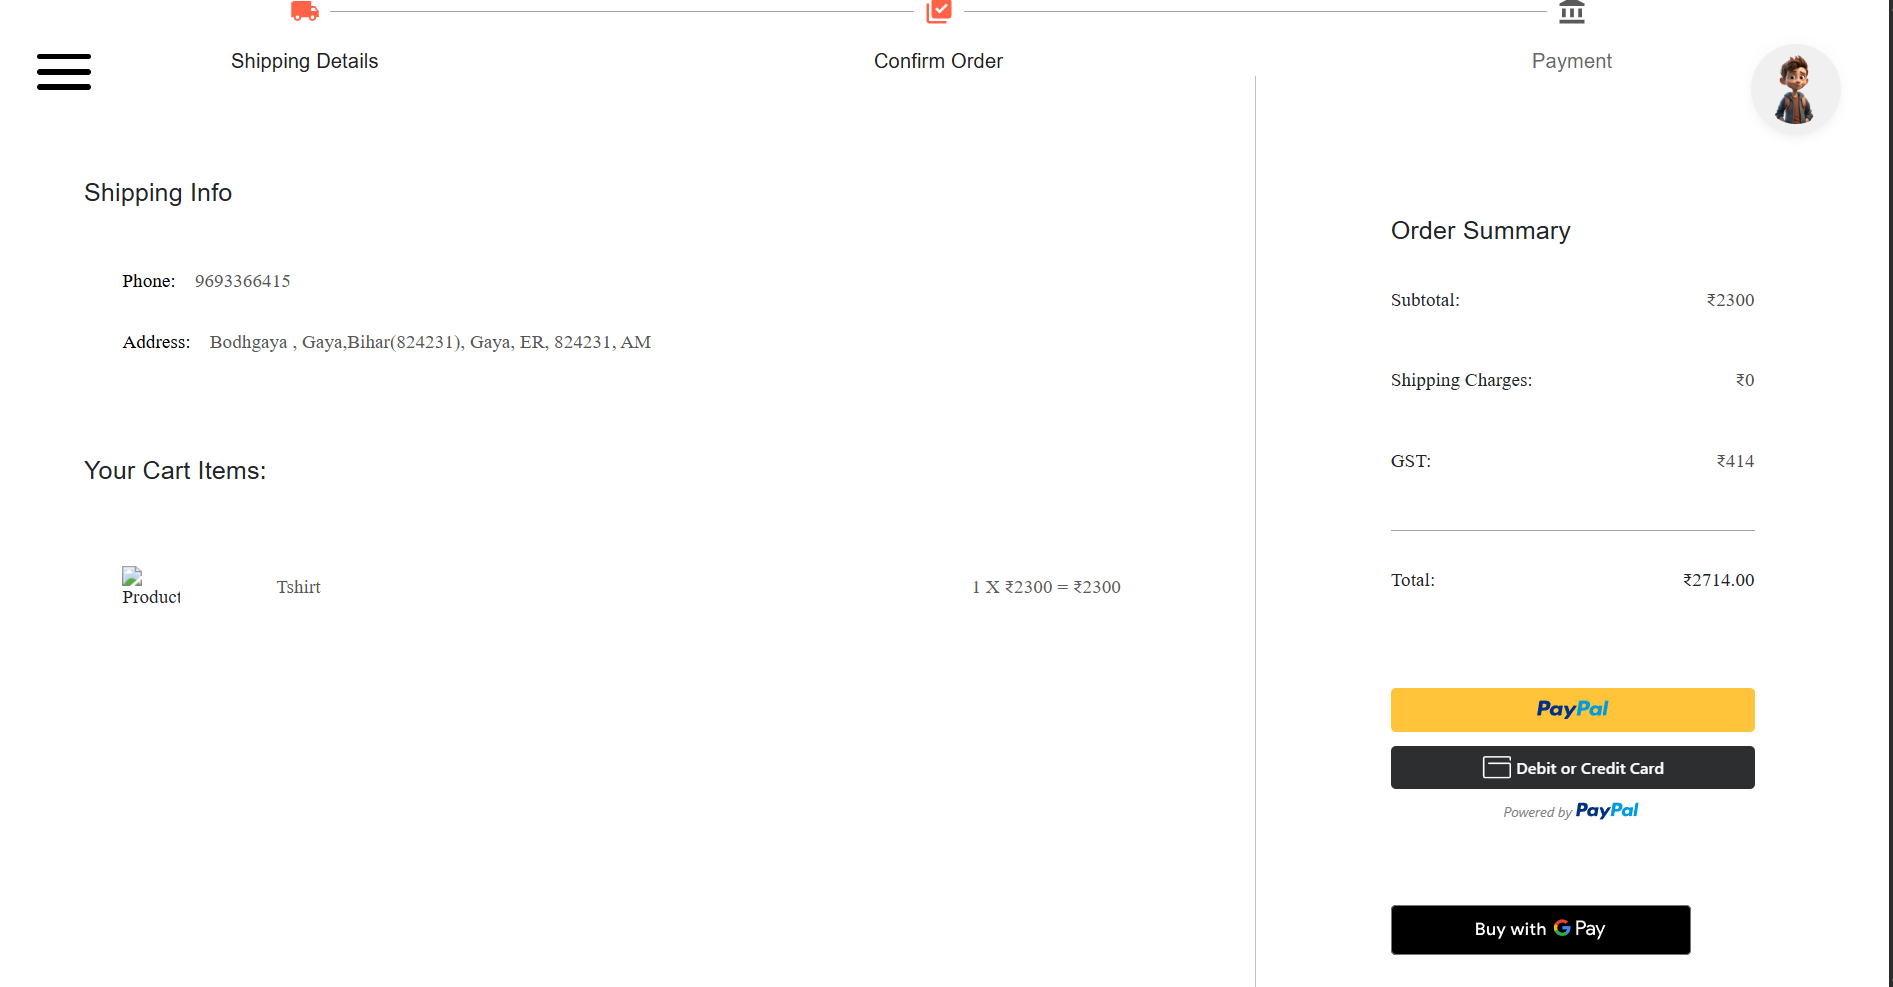 Shipping Details
Confirm Order
Payment
Shipping Info
Phone: 9693366415
Address: Bodhgaya , Gaya,Bihar(824231), Gaya, ER, 824231, AM
Your Cart Items:
Product
Tshirt
1 X ₹2300 = ₹2300
Order Summary
Subtotal: ₹2300
Shipping Charges: ₹0
GST: ₹414
Total: ₹2714.00
PayPal
Debit or Credit Card
Powered by PayPal
Buy with G Pay